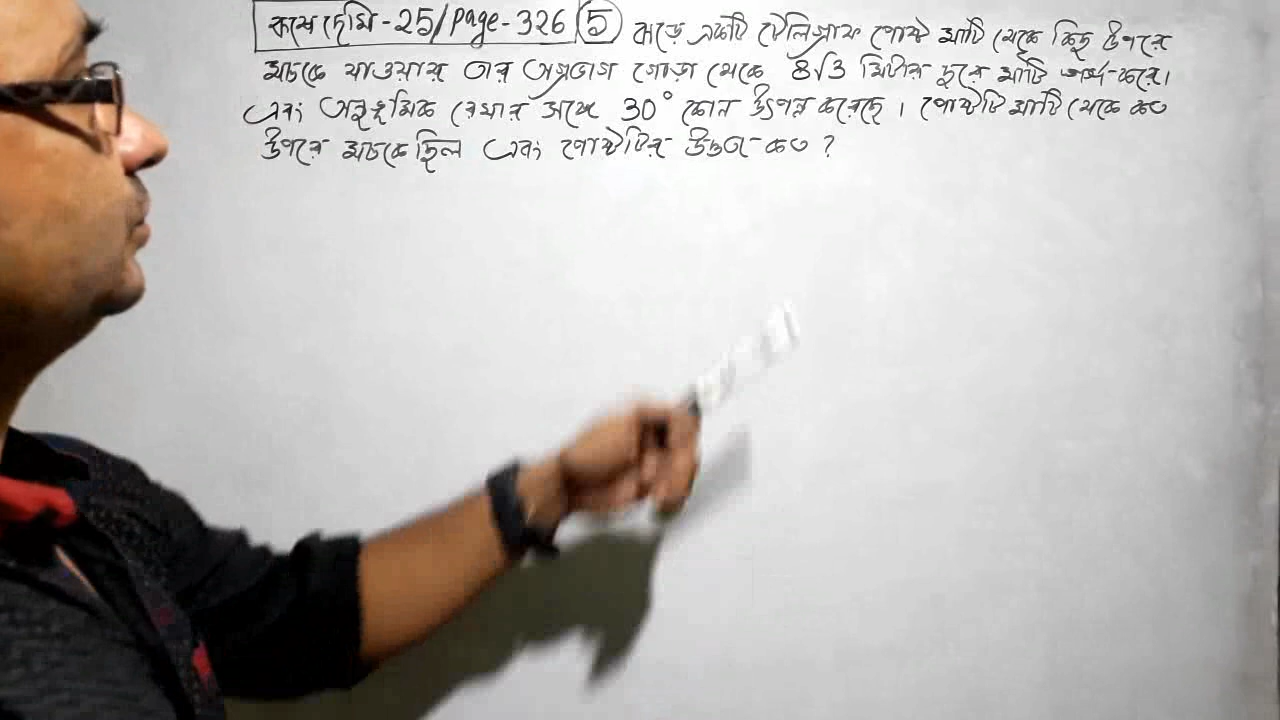 কষে দেখি-25/page-326 5 ঝড়ে একটি টেলিগ্রাফ পোস্ট মাটি থেকে কিছু উপরে
মচকে যাওয়ায় তার অগ্রভাগ গোড়া থেকে 8√3 মিটার দূরে মাটি স্পর্শ করে।
এবং অনুভূমিক রেখার সঙ্গে 30° কোন উৎপন্ন করেছে। পোস্টটি মাটি থেকে কত
উপরে মচকেছিল এবং পোস্টটির উচ্চতা কত?